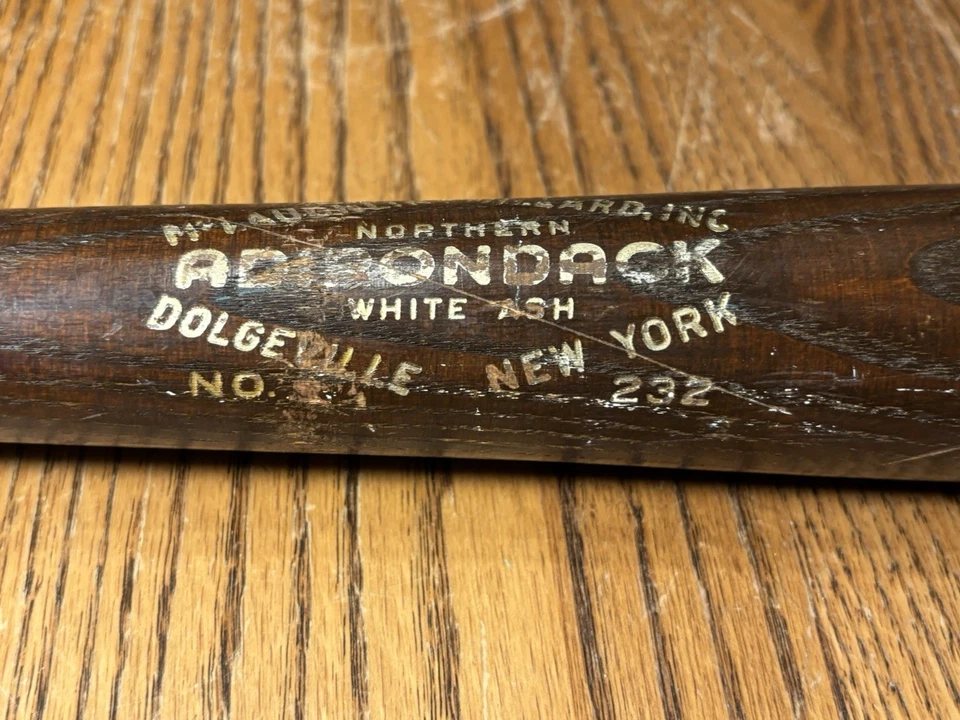 NORTHERN
ADIRONDACK
WHITE ASH
DOLGEVILLE NEW YORK
NO. 232